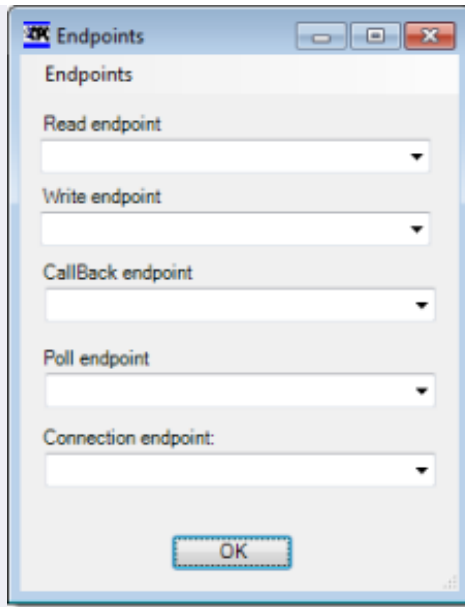 Endpoints
Endpoints
Read endpoint
Write endpoint
CallBack endpoint
Poll endpoint
Connection endpoint:
OK